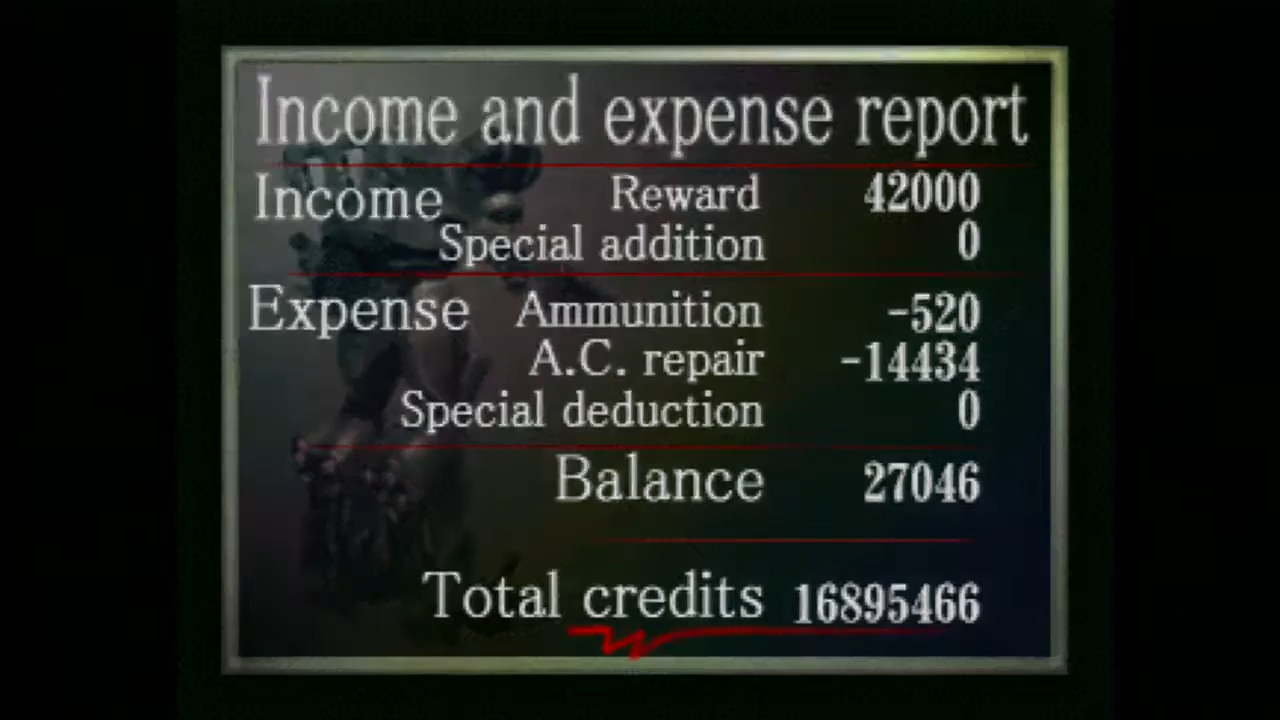 Income and expense report
Income Reward 42000
Special addition 0
Expense Ammunition -520
A.C. repair -14434
Special deduction 0
Balance 27046
Total credits 16895466